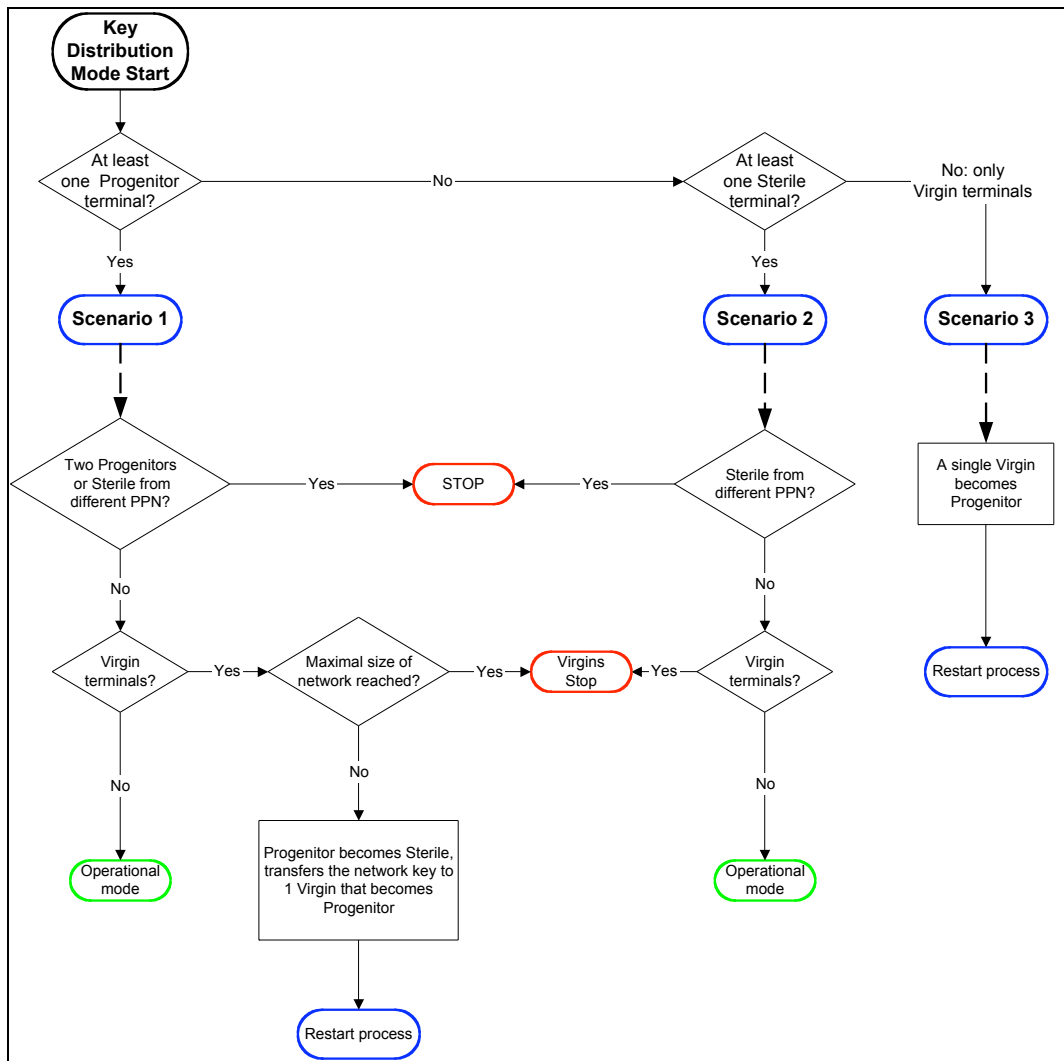 Key
Distribution
Mode Start
At least
one Progenitor
terminal?
No
At least
one Sterile
terminal?
No: only
Virgin terminals
Yes
Yes
Scenario 1
Scenario 2
Scenario 3
Two Progenitors
or Sterile from
different PPN?
Yes
STOP
Yes
Sterile from
different PPN?
A single Virgin
becomes
Progenitor
No
No
Virgin
terminals?
Yes
Maximal size of
network reached?
Yes
Virgins
Stop
Yes
Virgin
terminals?
Restart process
No
No
No
Operational
mode
Progenitor becomes Sterile,
transfers the network key to
1 Virgin that becomes
Progenitor
Operational
mode
Restart process